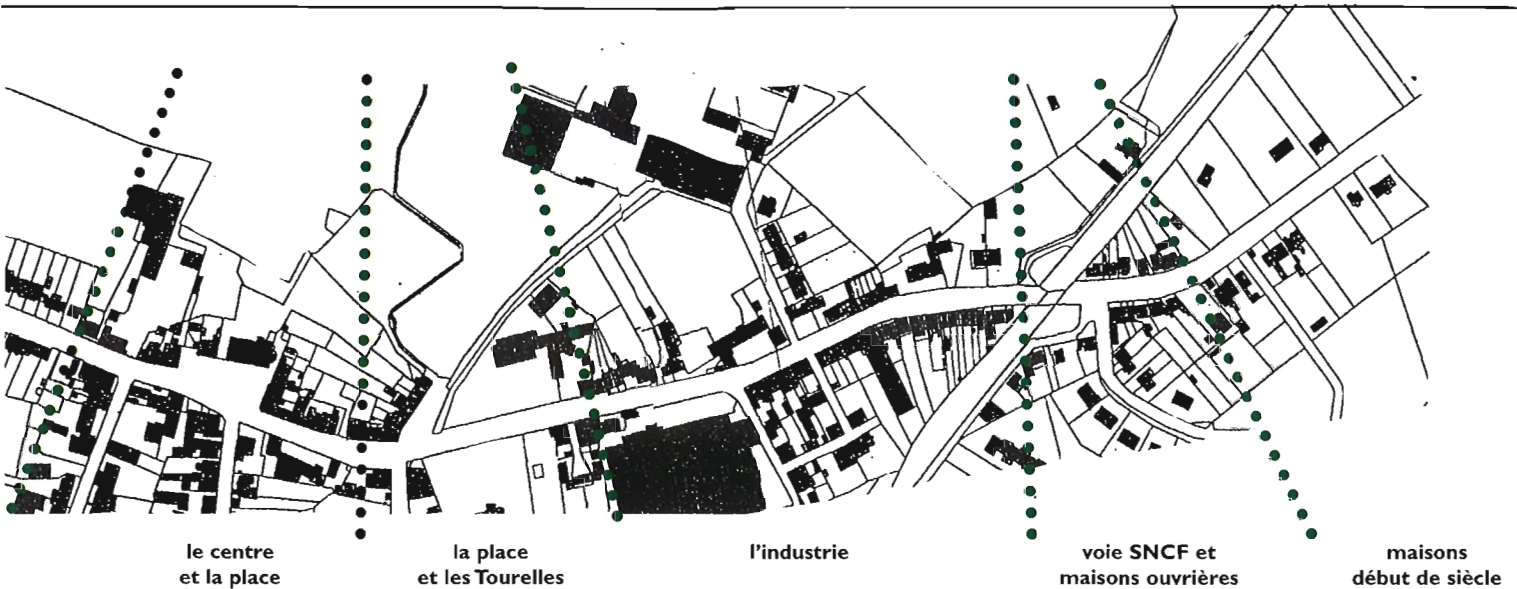 le centre
et la place
la place
et les Tourelles
l'industrie
voie SNCF et
maisons ouvrières
maisons
début de siècle